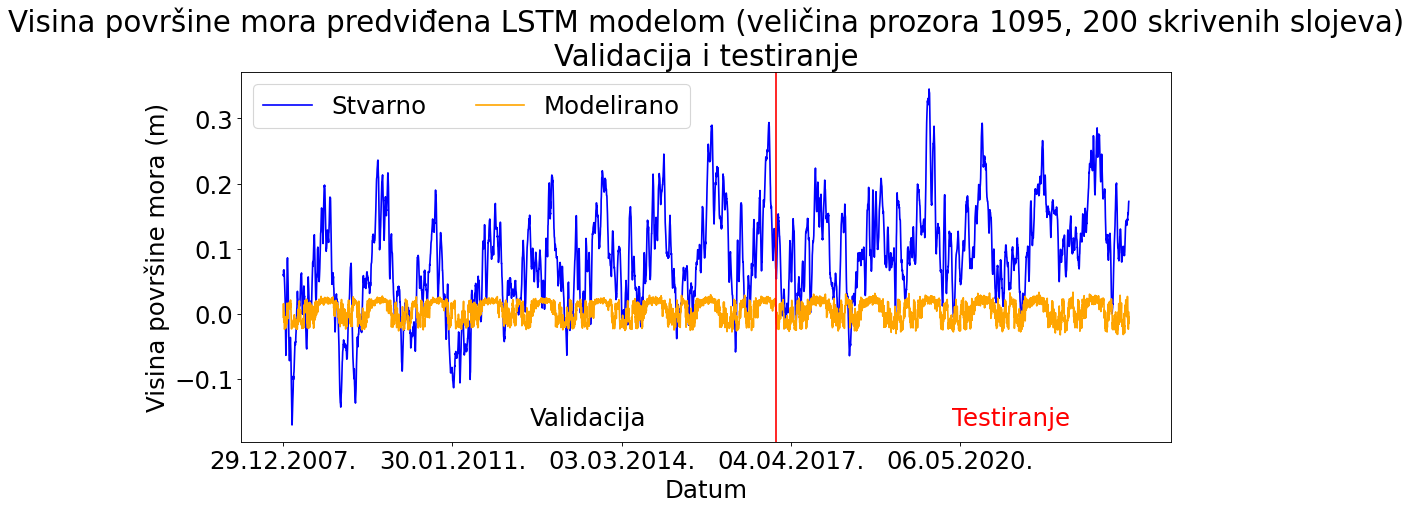 Visina površine mora predviđena LSTM modelom (veličina prozora 1095, 200 skrivenih slojeva)
Validacija i testiranje
Stvarno
Modelirano
Visina površine mora (m)
0.3
0.2
0.1
0.0
−0.1
Validacija
Testiranje
29.12.2007.
30.01.2011.
03.03.2014.
04.04.2017.
06.05.2020.
Datum